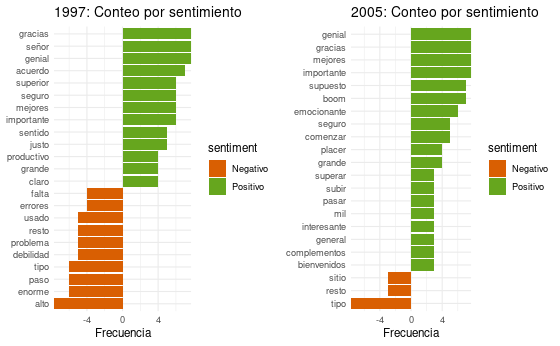 1997: Conteo por sentimiento
gracias
señor
genial
acuerdo
superior
seguro
mejores
importante
sentido
justo
productivo
grande
claro
falta
errores
usado
resto
problema
debilidad
tipo
paso
enorme
alto
-4 0 4
Frecuencia
sentiment
Negativo
Positivo
2005: Conteo por sentimiento
genial
gracias
mejores
importante
supuesto
boom
emocionante
seguro
comenzar
placer
grande
superar
subir
pasar
mil
interesante
general
complementos
bienvenidos
sitio
resto
tipo
-4 0 4
Frecuencia
sentiment
Negativo
Positivo